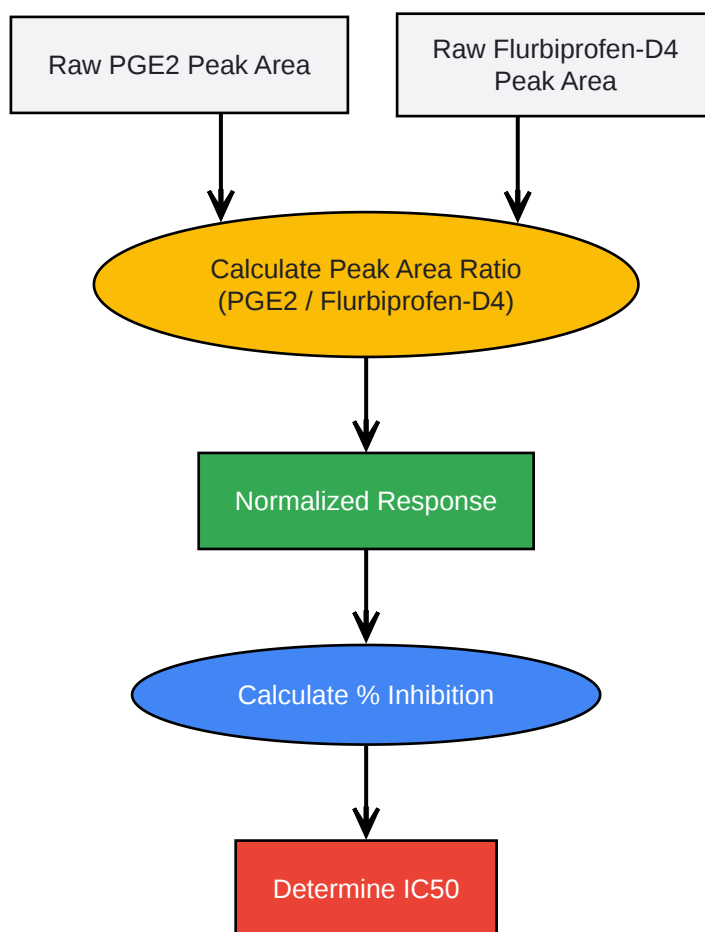 Raw PGE2 Peak Area
Raw Flurbiprofen-D4
Peak Area
Calculate Peak Area Ratio
(PGE2 / Flurbiprofen-D4)
Normalized Response
Calculate % Inhibition
Determine IC50